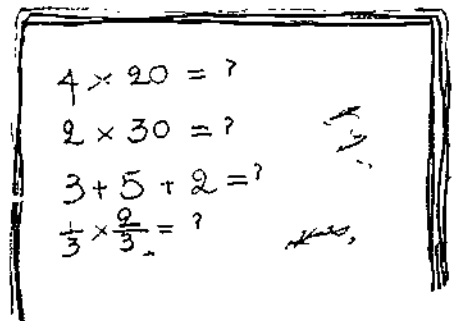 4 × 20 = ?
2 × 30 = ?
3 + 5 + 2 = ?
1/3 × 2/3 = ?